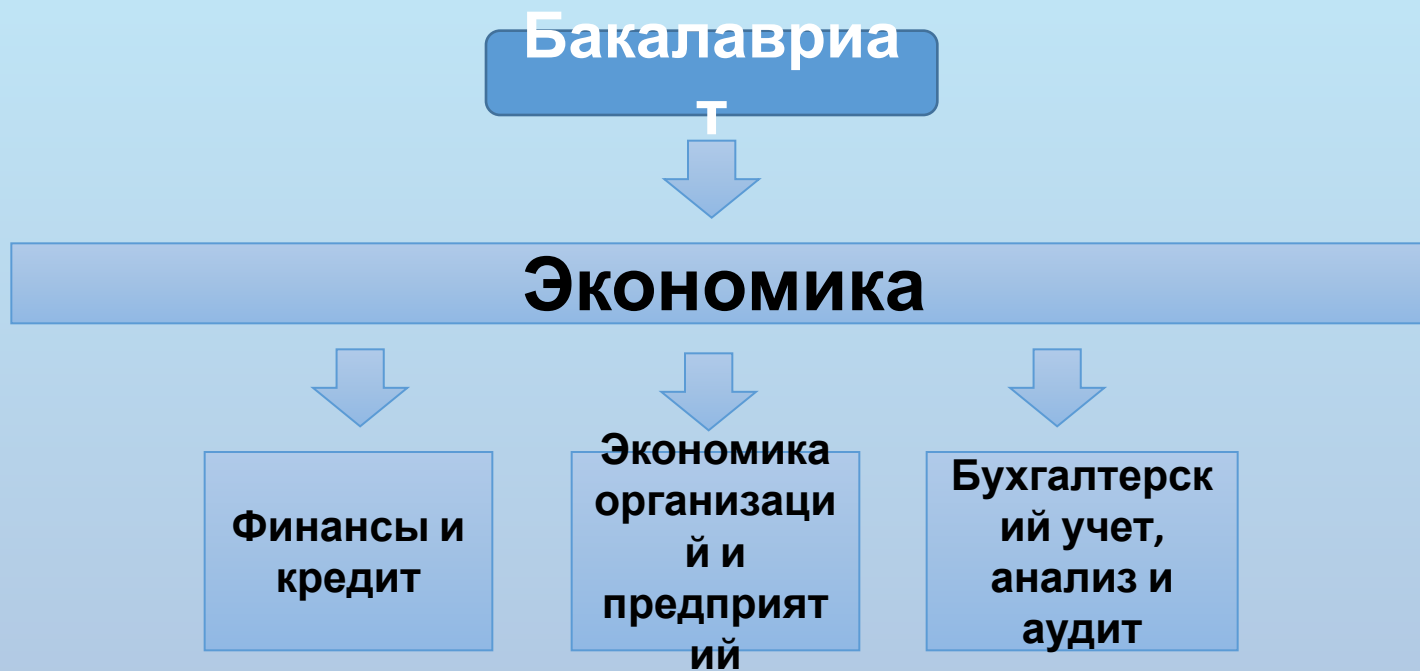 Бакалавриа
т
Экономика
Финансы и
кредит
Экономика
организаци
й и
предприят
ий
Бухгалтерск
ий учет,
анализ и
аудит